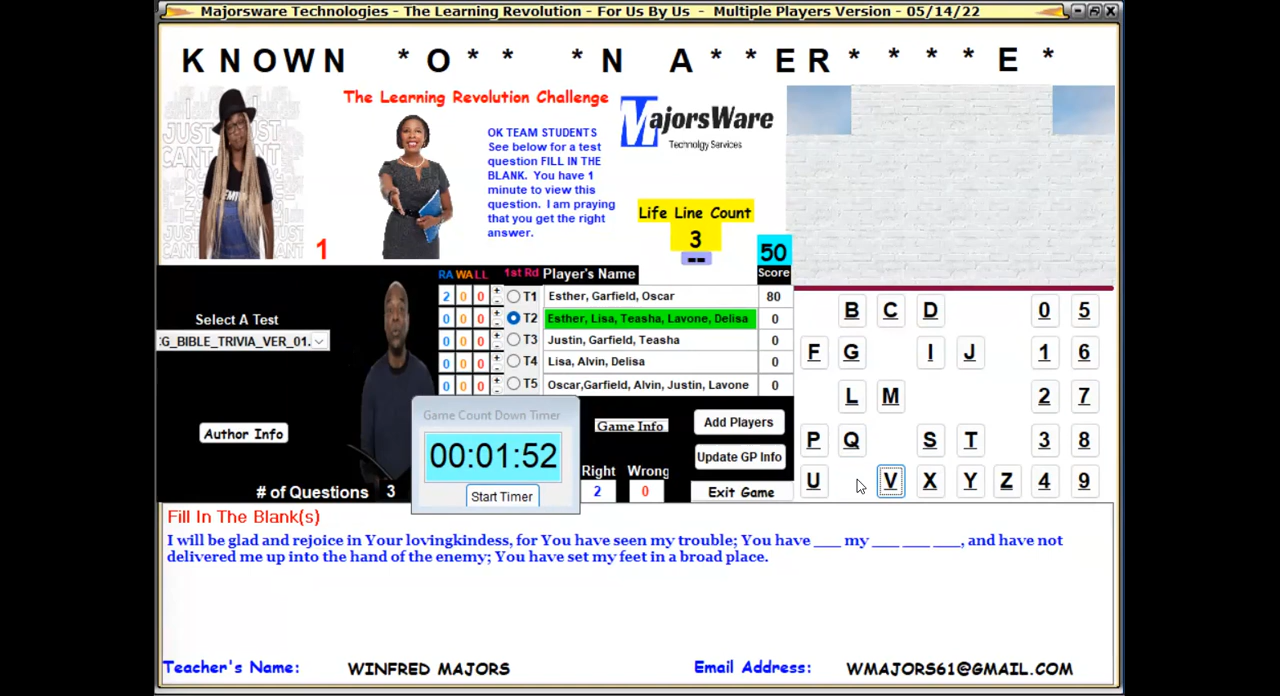 Majorsware Technologies - The Learning Revolution - For Us By Us - Multiple Players Version - 05/14/22
K N O W N * O * * * N A * * E R * * * * E *
The Learning Revolution Challenge
MajorsWare
Technolgy Services
OK TEAM STUDENTS
See below for a test
question FILL IN THE
BLANK. You have 1
minute to view this
question. I am praying
that you get the right
answer.
Life Line Count
3
--
1
50
Score
RA WA LL 1st Rd Player's Name
2 0 0 T1 Esther, Garfield, Oscar 80
0 0 0 T2 Esther, Lisa, Teasha, Lavone, Delisa 0
0 0 0 T3 Justin, Garfield, Teasha 0
0 0 0 T4 Lisa, Alvin, Delisa 0
0 0 0 T5 Oscar,Garfield, Alvin, Justin, Lavone 0
Select A Test
G_BIBLE_TRIVIA_VER_01.
Author Info
# of Questions 3
Game Count Down Timer
00:01:52
Start Timer
Game Info
Right Wrong
2 0
Add Players
Update GP Info
Exit Game
B C D 0 5
F G I J 1 6
L M 2 7
P Q S T 3 8
U V X Y Z 4 9
Fill In The Blank(s)
I will be glad and rejoice in Your lovingkindess, for You have seen my trouble; You have ___ my ___ ___ ___, and have not
delivered me up into the hand of the enemy; You have set my feet in a broad place.
Teacher's Name: WINFRED MAJORS Email Address: WMAJORS61@GMAIL.COM